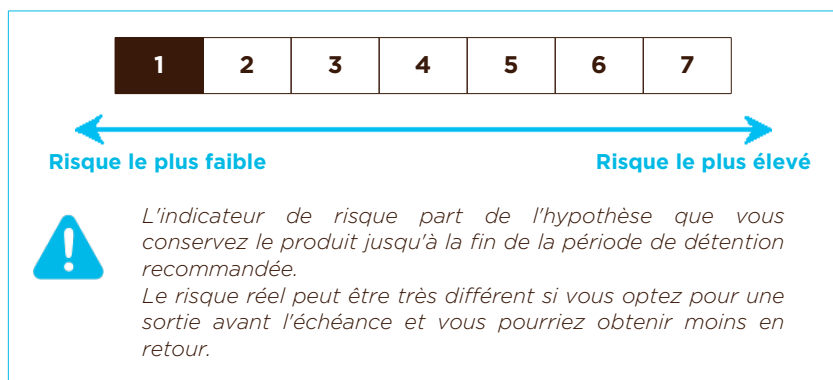 1 2 3 4 5 6 7
Risque le plus faible Risque le plus élevé
L'indicateur de risque part de l'hypothèse que vous
conservez le produit jusqu'à la fin de la période de détention
recommandée.
Le risque réel peut être très différent si vous optez pour une
sortie avant l'échéance et vous pourriez obtenir moins en
retour.